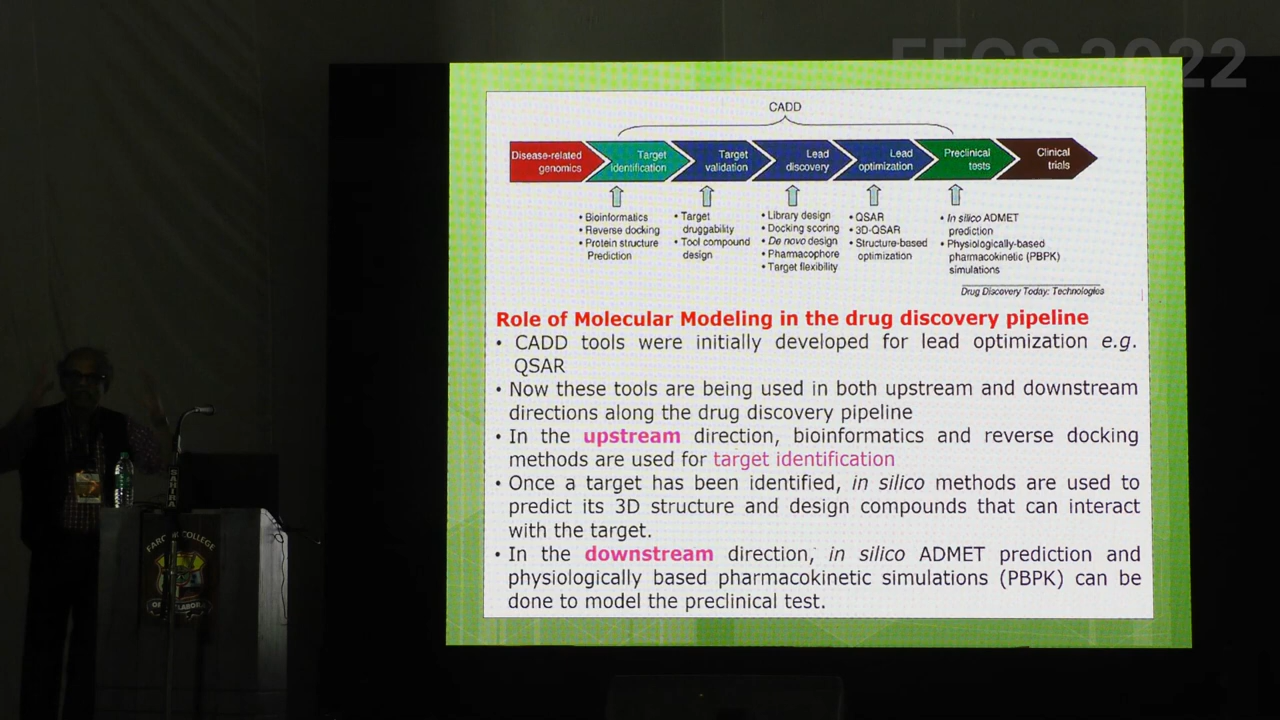 2022
CADD
Disease-related
genomics
Target
identification
Target
validation
Lead
discovery
Lead
optimization
Preclinical
tests
Clinical
trials
• Bioinformatics
• Reverse docking
• Protein structure
Prediction
• Target
druggability
• Tool compound
design
• Library design
• Docking scoring
• De novo design
• Pharmacophore
• Target flexibility
• QSAR
• 3D-QSAR
• Structure-based
optimization
• In silico ADMET
prediction
• Physiologically-based
pharmacokinetic (PBPK)
simulations
Drug Discovery Today: Technologies
Role of Molecular Modeling in the drug discovery pipeline
• CADD tools were initially developed for lead optimization e.g.
QSAR
• Now these tools are being used in both upstream and downstream
directions along the drug discovery pipeline
• In the upstream direction, bioinformatics and reverse docking
methods are used for target identification
• Once a target has been identified, in silico methods are used to
predict its 3D structure and design compounds that can interact
with the target.
• In the downstream direction, in silico ADMET prediction and
physiologically based pharmacokinetic simulations (PBPK) can be
done to model the preclinical test.
AHUJA
COLLEGE